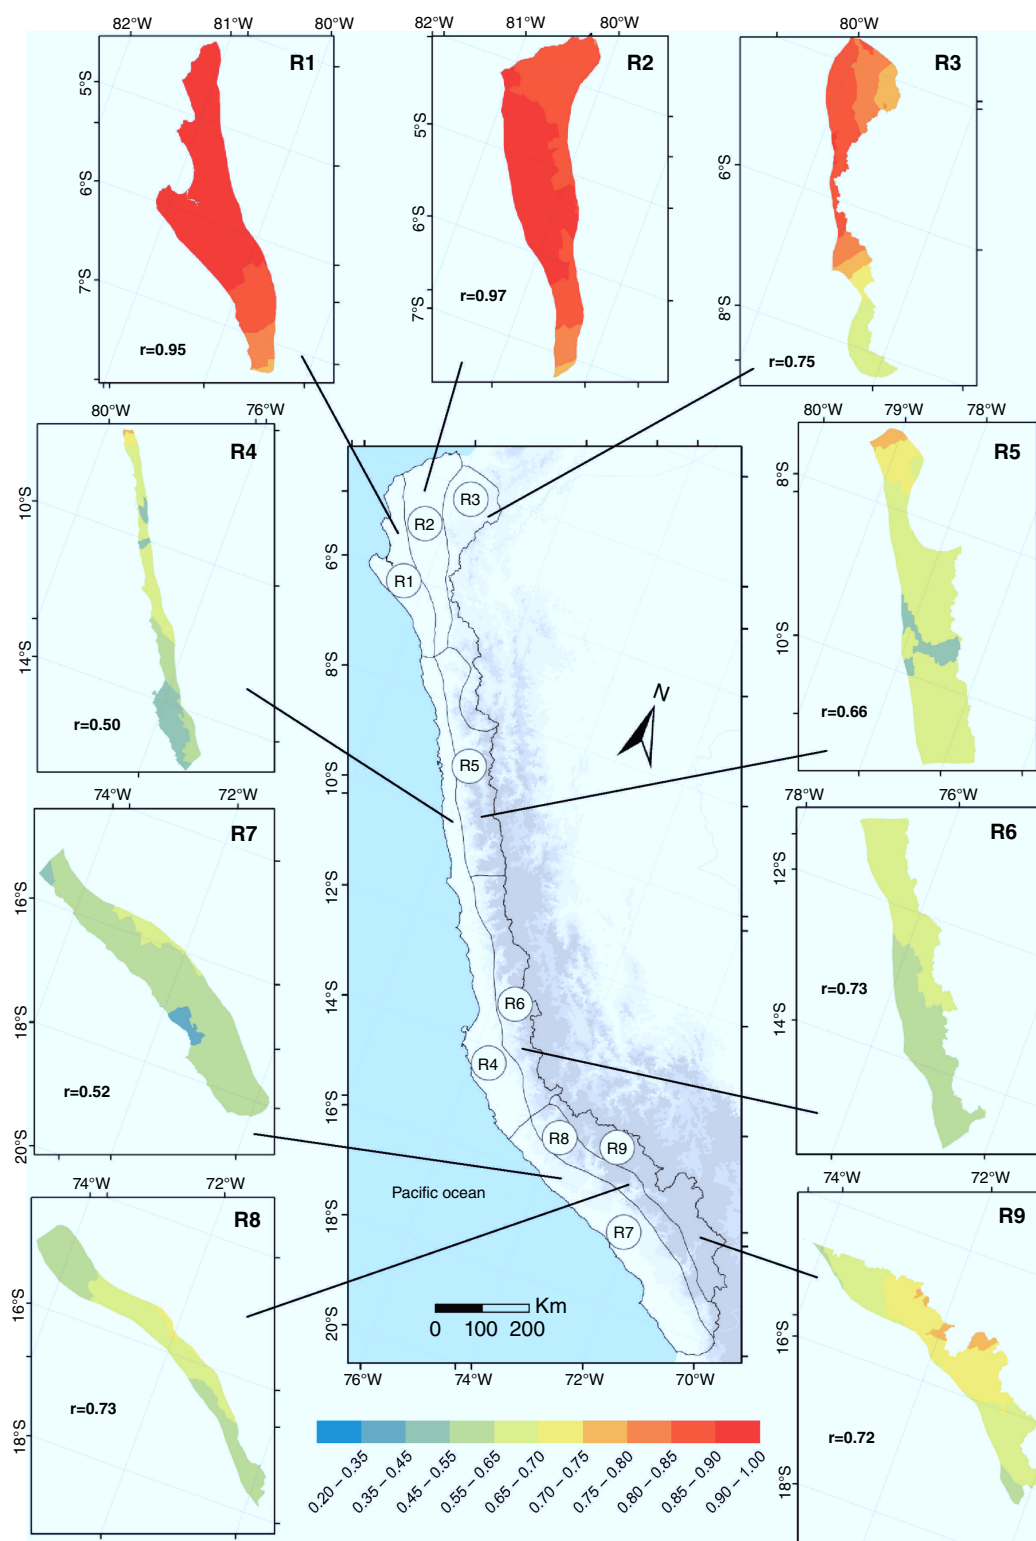 82°W 81°W 80°W
R1
5°S
6°S
7°S
r=0.95
82°W 81°W 80°W
R2
5°S
6°S
7°S
r=0.97
80°W
R3
6°S
8°S
r=0.75
80°W 76°W
R4
10°S
14°S
r=0.50
80°W 79°W 78°W
R5
8°S
10°S
r=0.66
74°W 72°W
R7
16°S
18°S
20°S
r=0.52
78°W 76°W
R6
12°S
14°S
r=0.73
74°W 72°W
R8
16°S
18°S
r=0.73
74°W 72°W
R9
16°S
18°S
r=0.72
R3
R2
R1
R5
R6
R4
R8
R9
R7
N
6°S
8°S
10°S
12°S
14°S
16°S
18°S
20°S
Pacific ocean
Km
0 100 200
76°W 74°W 72°W 70°W
0.20 – 0.35
0.35 – 0.45
0.45 – 0.55
0.55 – 0.65
0.65 – 0.70
0.70 – 0.75
0.75 – 0.80
0.80 – 0.85
0.85 – 0.90
0.90 – 1.00